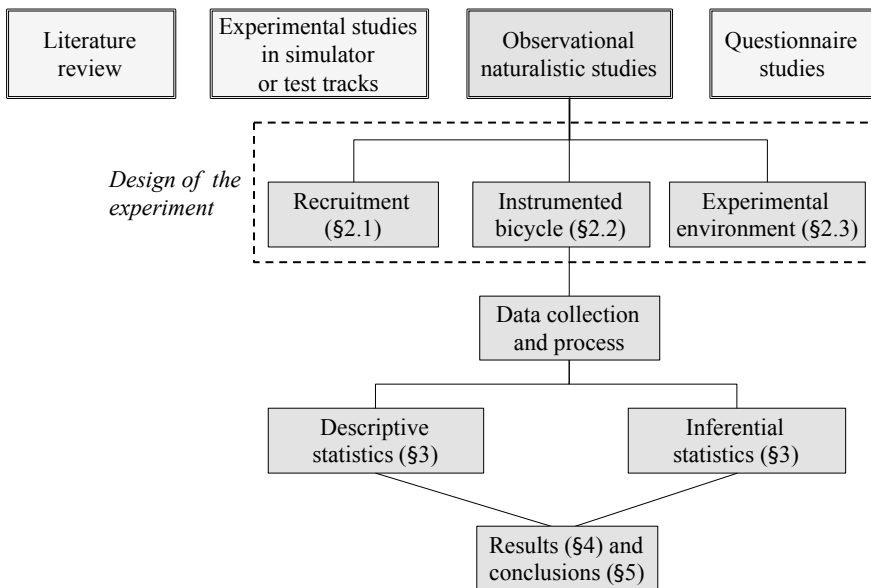 Literature
review
Experimental studies
in simulator
or test tracks
Observational
naturalistic studies
Questionnaire
studies
Design of the
experiment
Recruitment
(§2.1)
Instrumented
bicycle (§2.2)
Experimental
environment (§2.3)
Data collection
and process
Descriptive
statistics (§3)
Inferential
statistics (§3)
Results (§4) and
conclusions (§5)